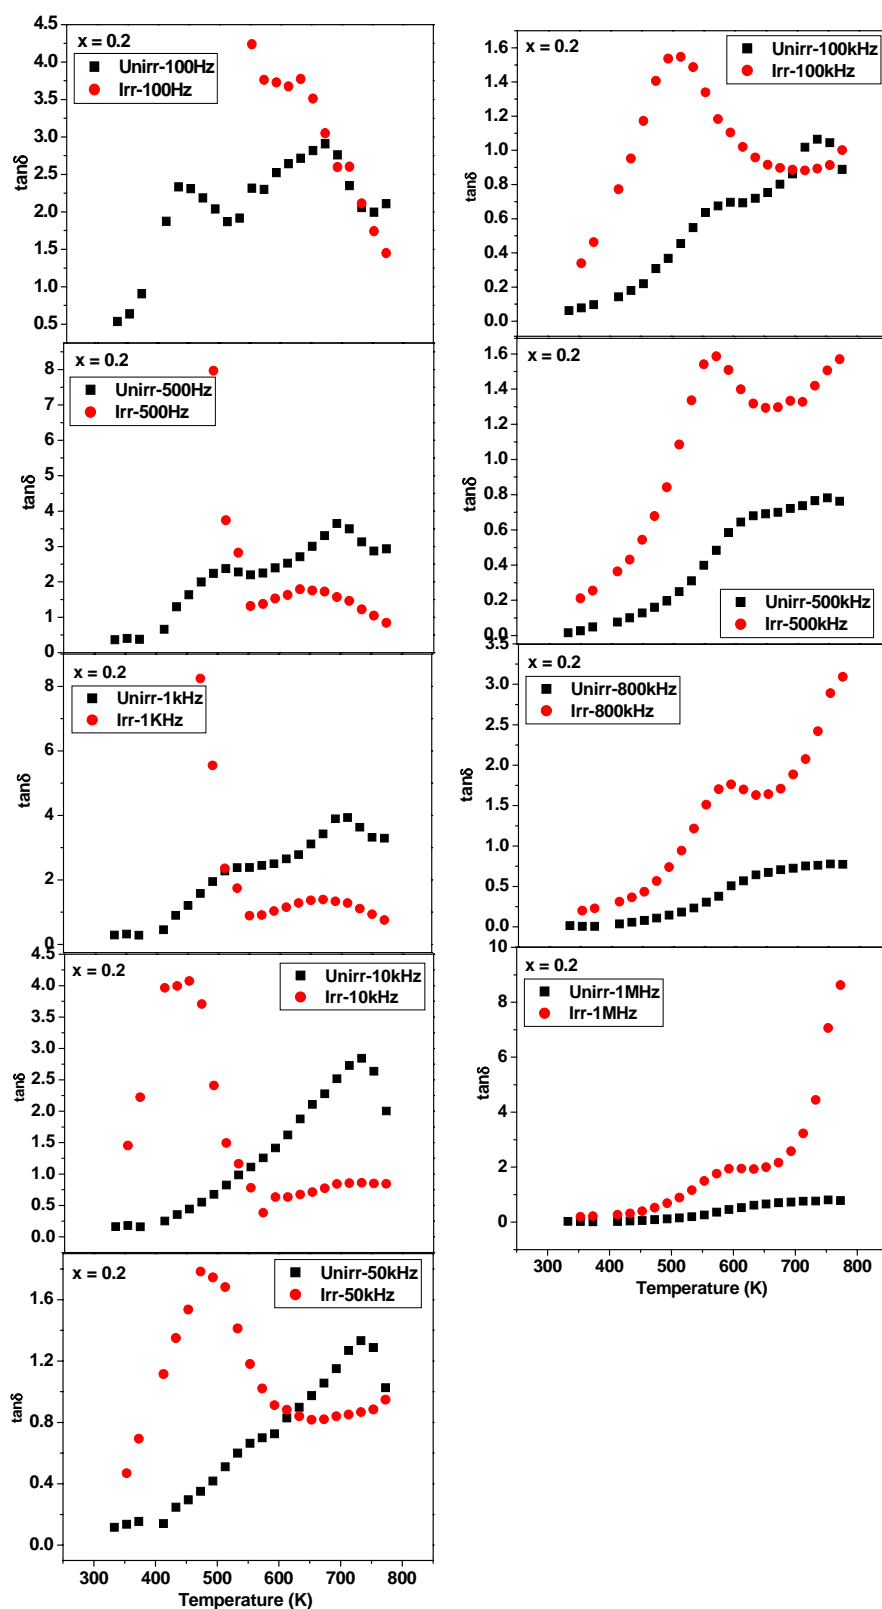 x = 0.2
Unirr-100Hz
Irr-100Hz
4.5
4.0
3.5
3.0
2.5
2.0
1.5
1.0
0.5
tanδ
x = 0.2
Unirr-500Hz
Irr-500Hz
8
7
6
5
4
3
2
1
0
tanδ
x = 0.2
Unirr-1kHz
Irr-1KHz
8
6
4
2
0
tanδ
x = 0.2
Unirr-10kHz
Irr-10kHz
4.5
4.0
3.5
3.0
2.5
2.0
1.5
1.0
0.5
0.0
tanδ
x = 0.2
Unirr-50kHz
Irr-50kHz
1.6
1.2
0.8
0.4
0.0
tanδ
300 400 500 600 700 800
Temperature (K)
x = 0.2
Unirr-100kHz
Irr-100kHz
1.6
1.4
1.2
1.0
0.8
0.6
0.4
0.2
0.0
tanδ
x = 0.2
1.6
1.4
1.2
1.0
0.8
0.6
0.4
0.2
0.0
tanδ
Unirr-500kHz
Irr-500kHz
x = 0.2
Unirr-800kHz
Irr-800kHz
3.5
3.0
2.5
2.0
1.5
1.0
0.5
0.0
tanδ
x = 0.2
Unirr-1MHz
Irr-1MHz
10
8
6
4
2
0
tanδ
300 400 500 600 700 800
Temperature (K)